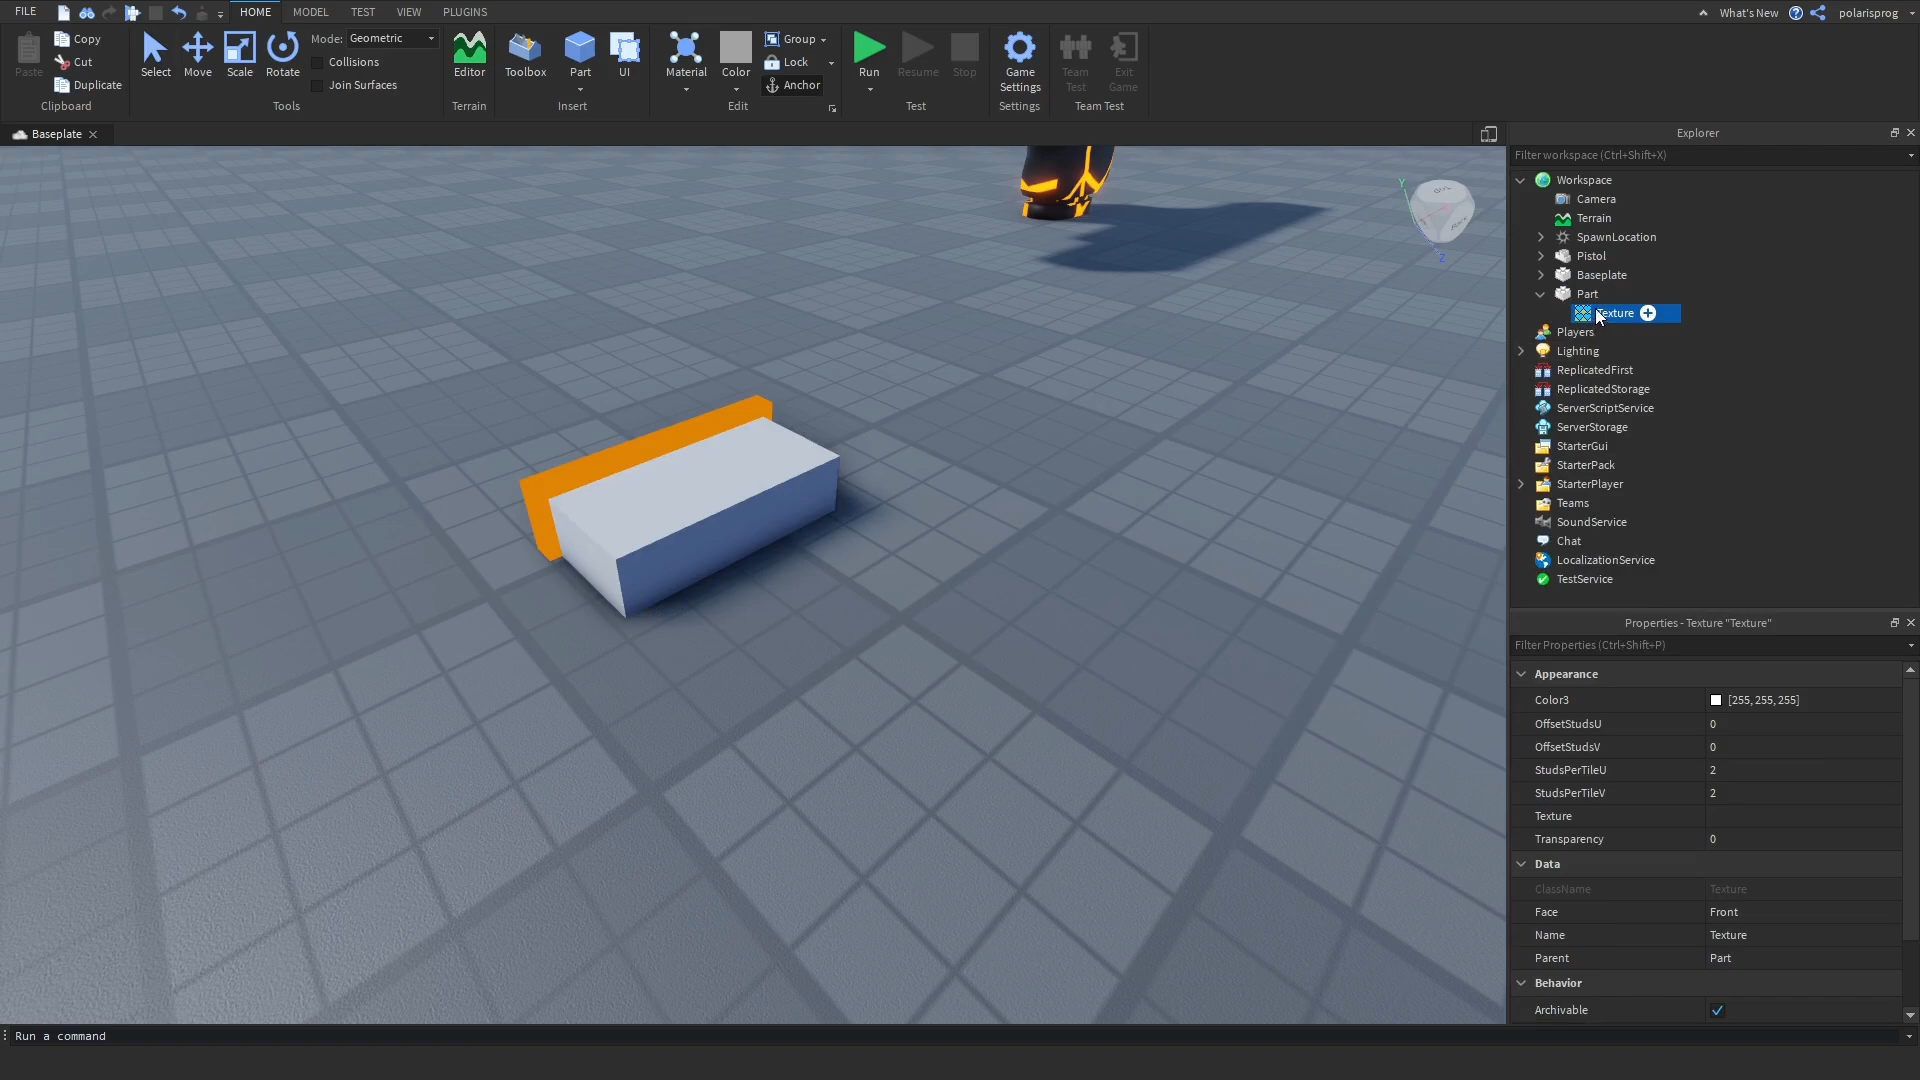 FILE
HOME
MODEL
TEST
VIEW
PLUGINS
What's New
polarisprog
Paste
Copy
Cut
Duplicate
Clipboard
Select
Move
Scale
Rotate
Mode: Geometric
Collisions
Join Surfaces
Tools
Editor
Terrain
Toolbox
Part
UI
Insert
Material
Color
Group
Lock
Anchor
Edit
Run
Resume
Stop
Test
Game
Settings
Settings
Team
Test
Exit
Game
Team Test
Baseplate
Y
Z
Explorer
Filter workspace (Ctrl+Shift+X)
Workspace
Camera
Terrain
SpawnLocation
Pistol
Baseplate
Part
Texture
Players
Lighting
ReplicatedFirst
ReplicatedStorage
ServerScriptService
ServerStorage
StarterGui
StarterPack
StarterPlayer
Teams
SoundService
Chat
LocalizationService
TestService
Properties - Texture "Texture"
Filter Properties (Ctrl+Shift+P)
Appearance
Color3 [255, 255, 255]
OffsetStudsU 0
OffsetStudsV 0
StudsPerTileU 2
StudsPerTileV 2
Texture
Transparency 0
Data
ClassName Texture
Face Front
Name Texture
Parent Part
Behavior
Archivable
Run a command